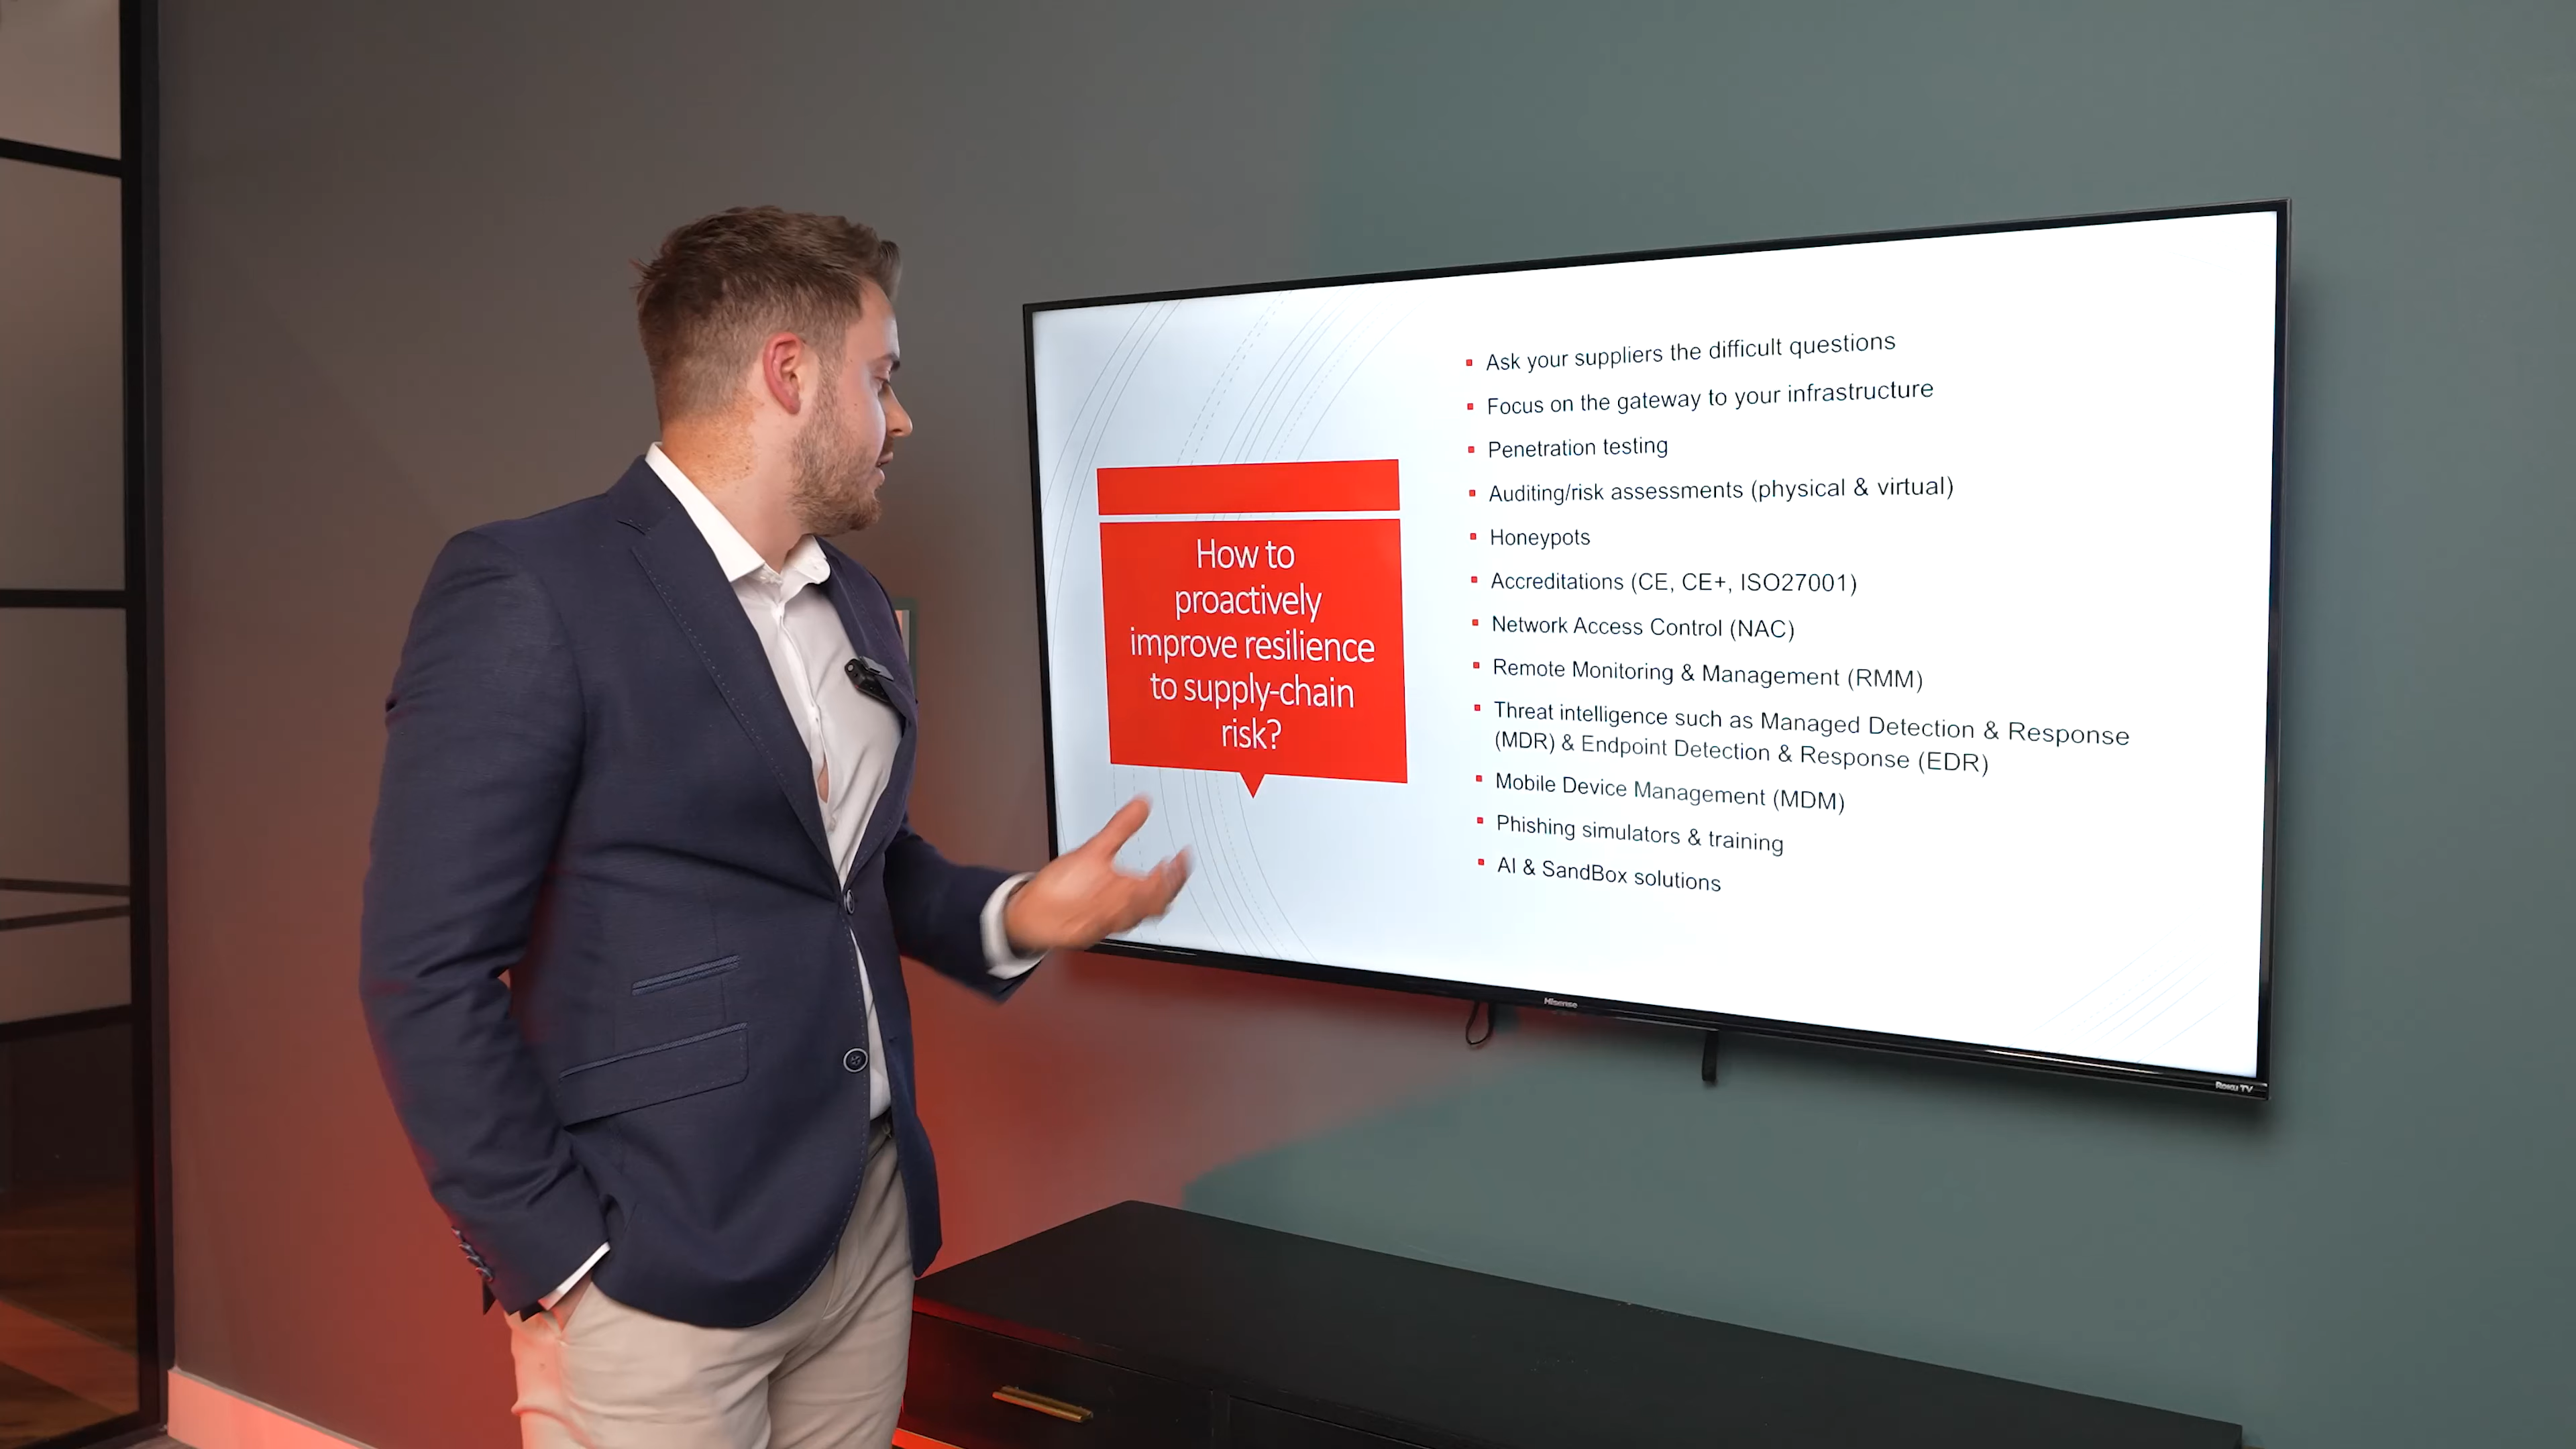 How to
proactively
improve resilience
to supply-chain
risk?
Ask your suppliers the difficult questions
Focus on the gateway to your infrastructure
Penetration testing
Auditing/risk assessments (physical & virtual)
Honeypots
Accreditations (CE, CE+, ISO27001)
Network Access Control (NAC)
Remote Monitoring & Management (RMM)
Threat intelligence such as Managed Detection & Response
(MDR) & Endpoint Detection & Response (EDR)
Mobile Device Management (MDM)
Phishing simulators & training
AI & SandBox solutions
Hisense
Roku TV